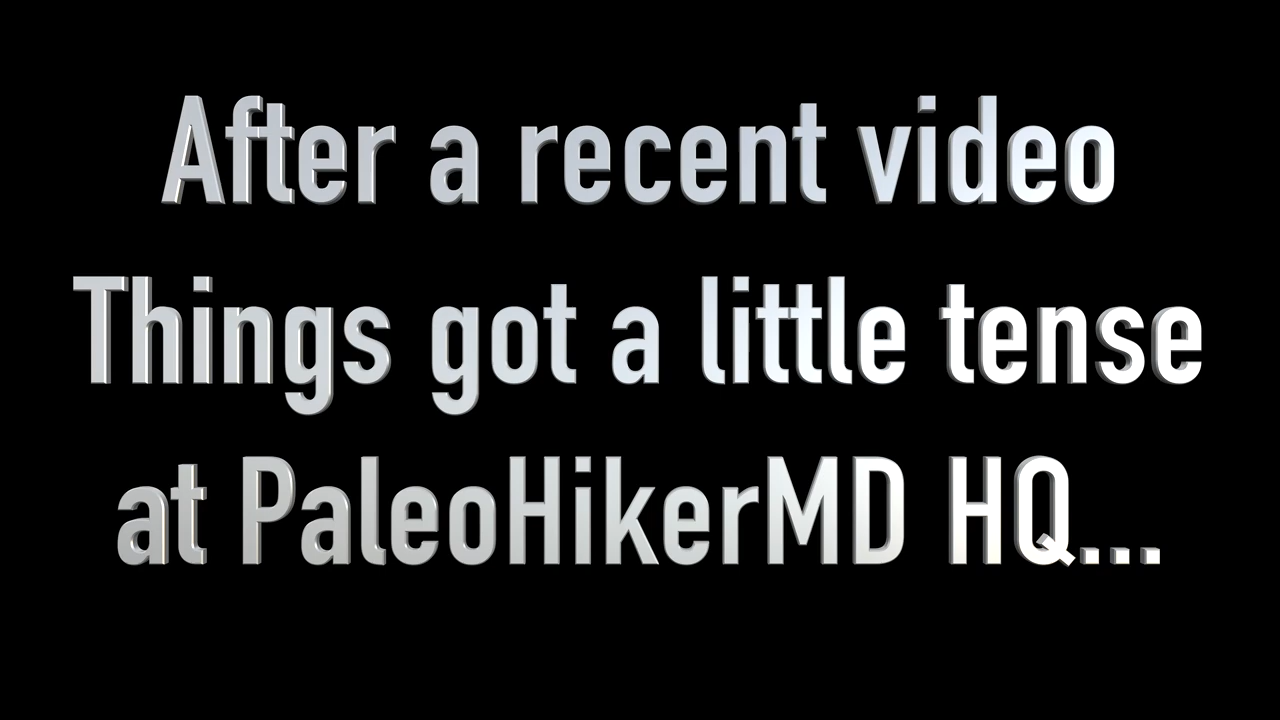 After a recent video
Things got a little tense
at PaleoHikerMD HQ...